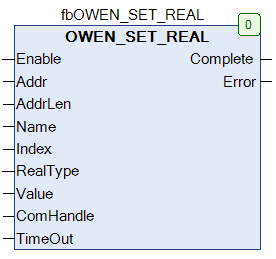 fbOWEN_SET_REAL
0
OWEN_SET_REAL
Enable Complete
Addr Error
AddrLen
Name
Index
RealType
Value
ComHandle
TimeOut